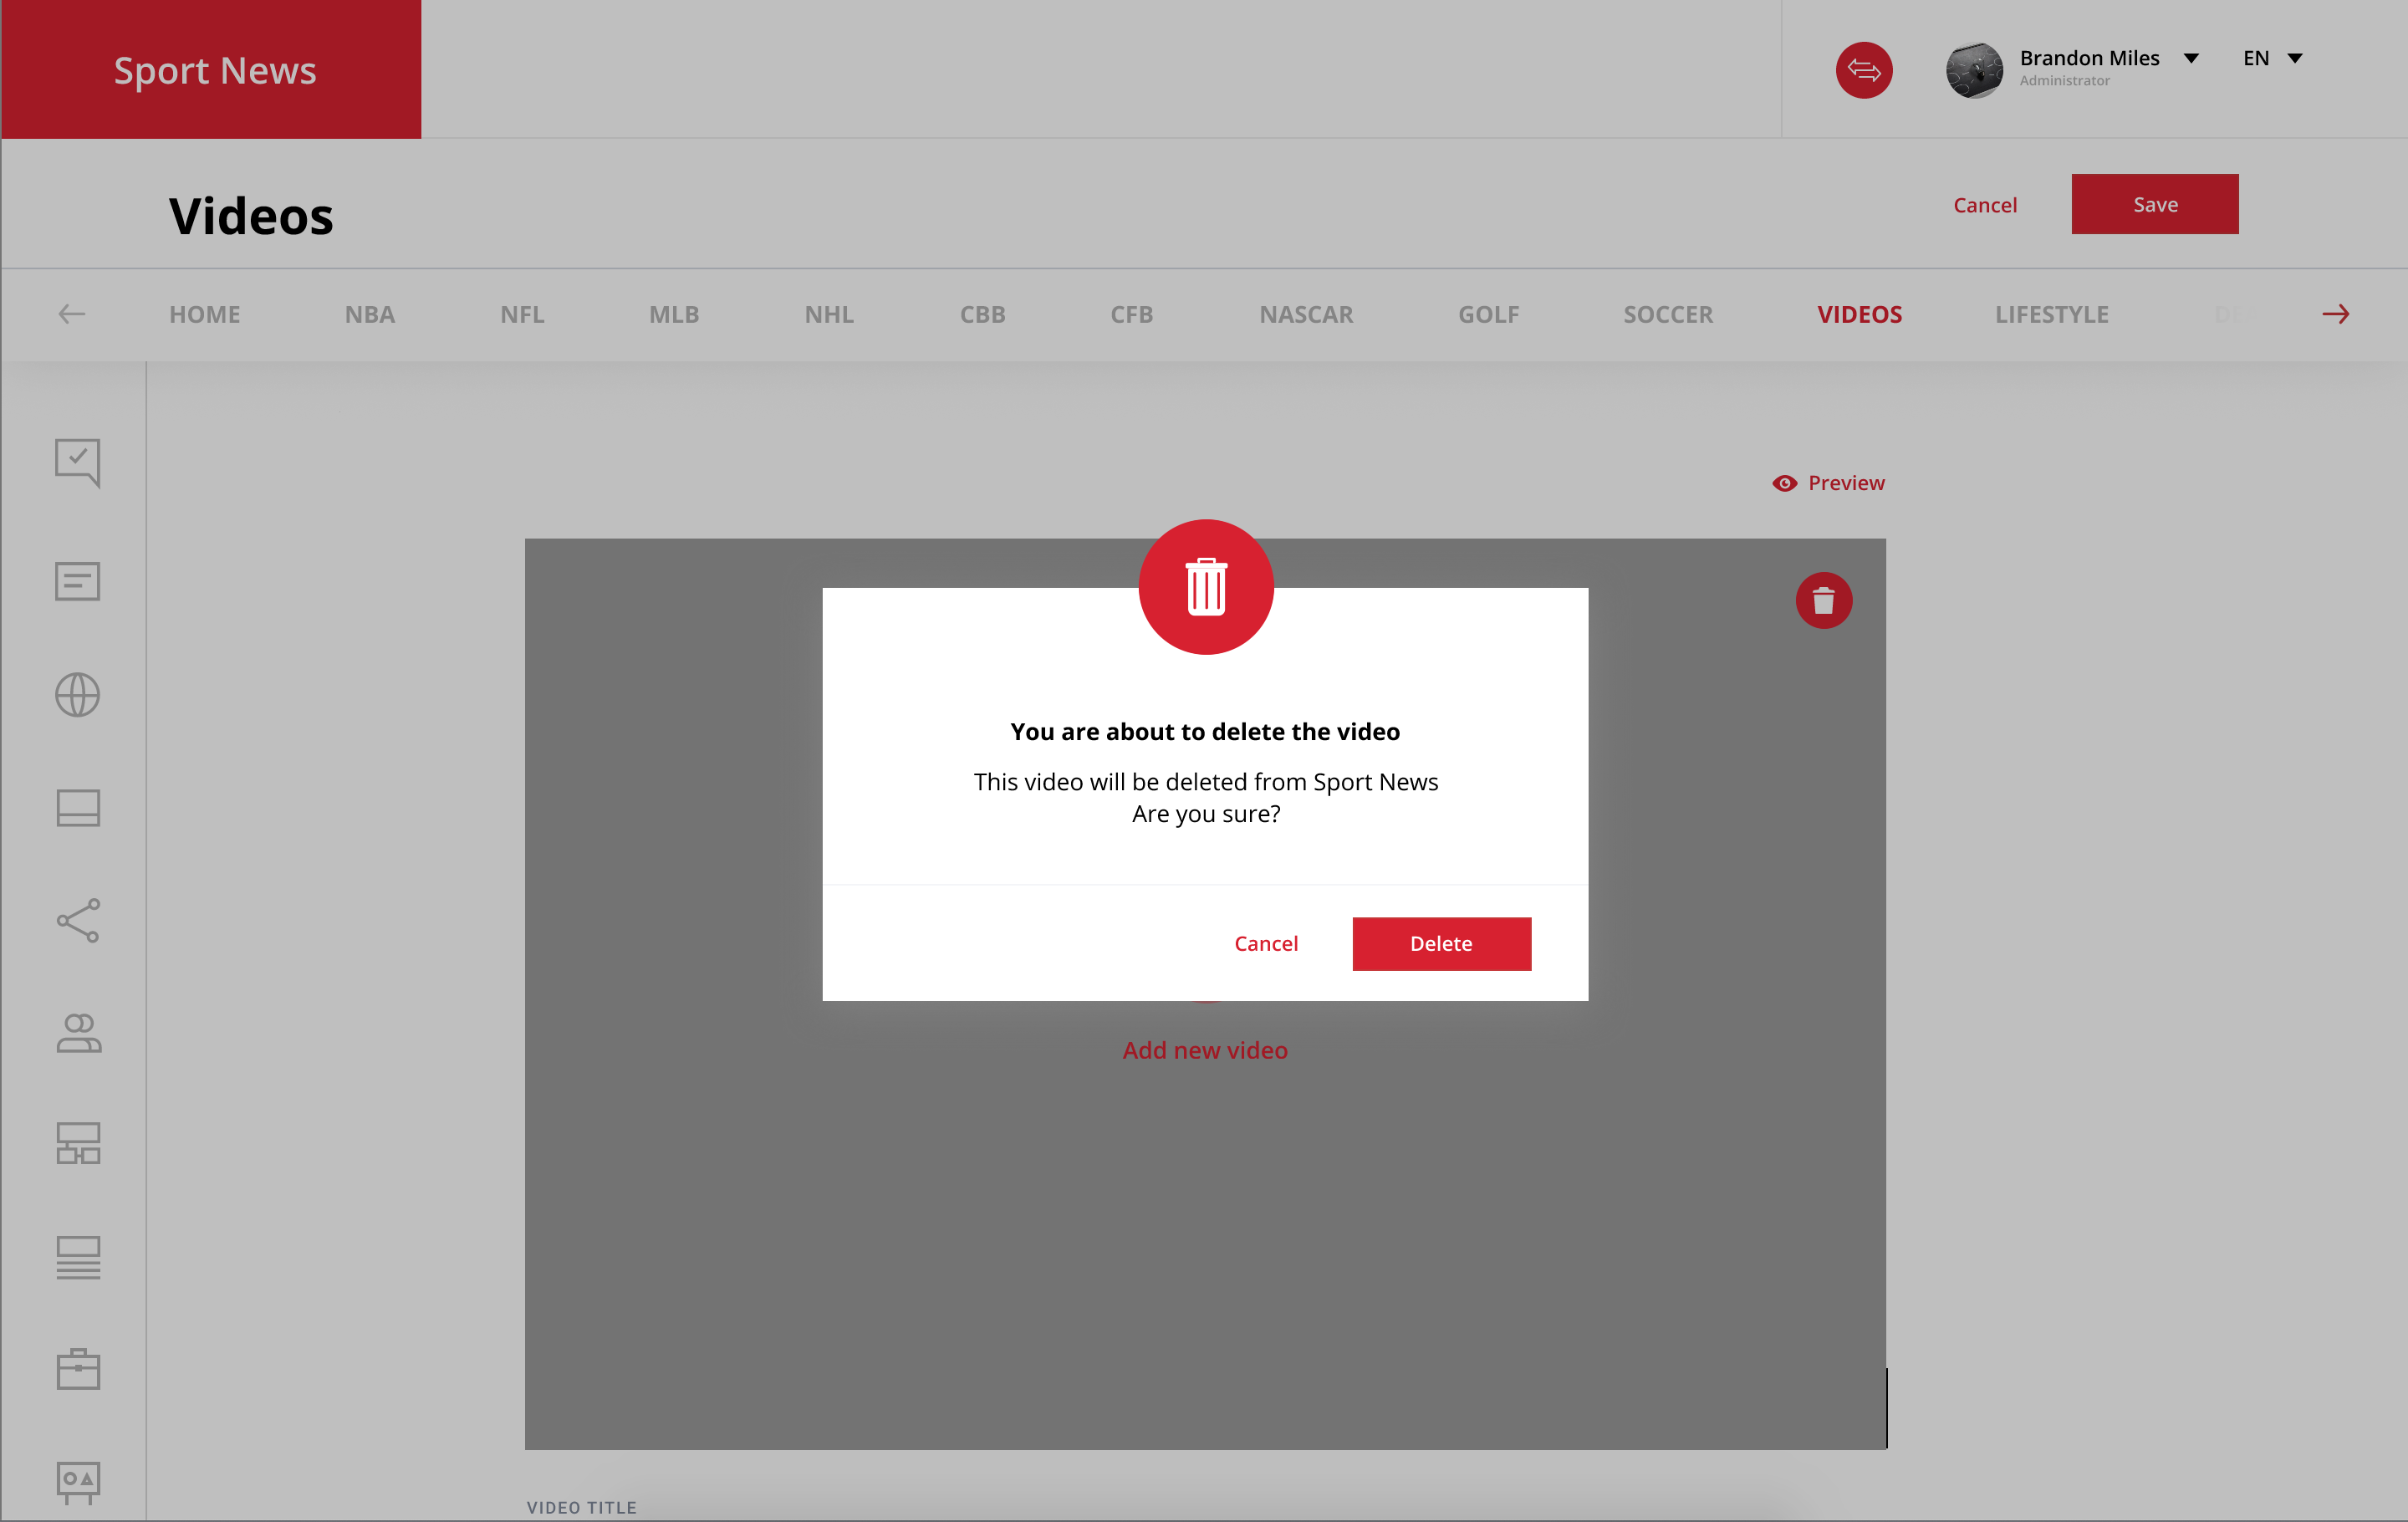 Sport News
Brandon Miles
Administrator
EN
Videos
Cancel
Save
HOME NBA NFL MLB NHL CBB CFB NASCAR GOLF SOCCER VIDEOS LIFESTYLE
Preview
You are about to delete the video
This video will be deleted from Sport News
Are you sure?
Cancel
Delete
Add new video
VIDEO TITLE